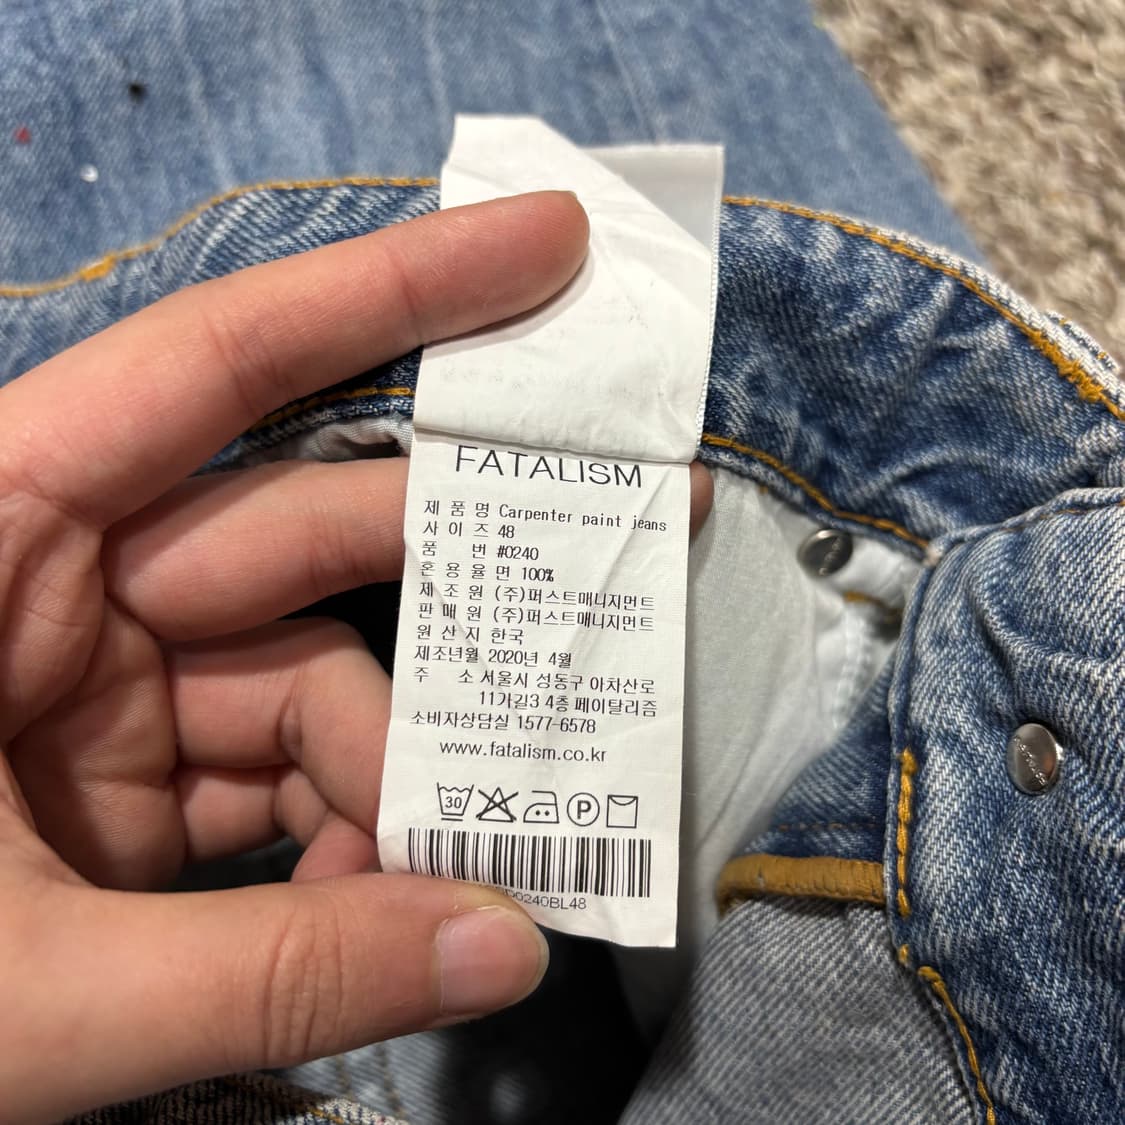 FATALISM
제 품 명 Carpenter paint jeans
사 이 즈 48
품 번 #0240
혼 용 율 면 100%
제 조 원 (주)퍼스트매니지먼트
판 매 원 (주)퍼스트매니지먼트
원 산 지 한국
제조년월 2020년 4월
주 소 서울시 성동구 아차산로
11가길3 4층 페이탈리즘
소비자상담실 1577-6578
www.fatalism.co.kr
30 P
0240BL48